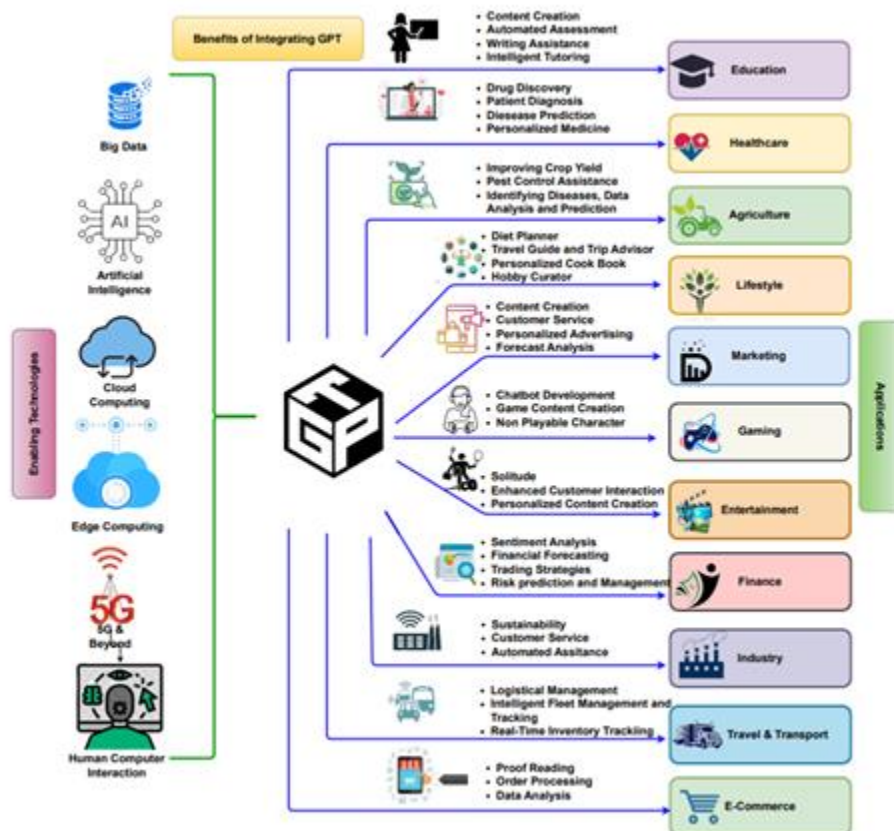 Benefits of Integrating GPT
Enabling Technologies
Big Data
AI
Artificial
Intelligence
Cloud
Computing
Edge Computing
5G
5G &
Beyond
Human Computer
Interaction
GPT
• Content Creation
• Automated Assessment
• Writing Assistance
• Intelligent Tutoring
Education
• Drug Discovery
• Patient Diagnosis
• Diesease Prediction
• Personalized Medicine
Healthcare
• Improving Crop Yield
• Pest Control Assistance
• Identifying Diseases, Data
Analysis and Prediction
Agriculture
• Diet Planner
• Travel Guide and Trip Advisor
• Personalized Cook Book
• Hobby Curator
Lifestyle
• Content Creation
• Customer Service
• Personalized Advertising
• Forecast Analysis
Marketing
• Chatbot Development
• Game Content Creation
• Non Playable Character
Gaming
• Solitude
• Enhanced Customer Interaction
• Personalized Content Creation
Entertainment
• Sentiment Analysis
• Financial Forecasting
• Trading Strategies
• Risk prediction and Management
Finance
• Sustainability
• Customer Service
• Automated Assitance
Industry
• Logistical Management
• Intelligent Fleet Management and
Tracking
• Real-Time Inventory Trackling
Travel & Transport
• Proof Reading
• Order Processing
• Data Analysis
E-Commerce
Applications